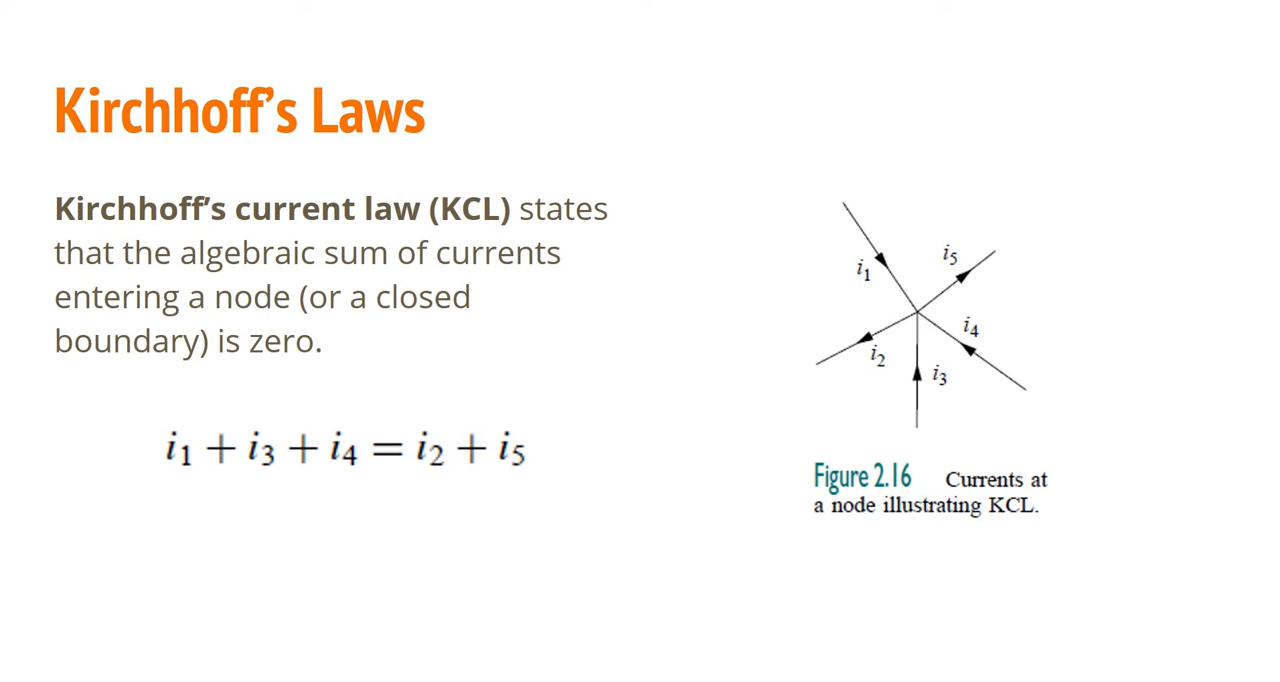 Kirchhoff’s Laws
Kirchhoff’s current law (KCL) states
that the algebraic sum of currents
entering a node (or a closed
boundary) is zero.
i₁ + i₃ + i₄ = i₂ + i₅
i₁
i₅
i₄
i₂
i₃
Figure 2.16 Currents at
a node illustrating KCL.